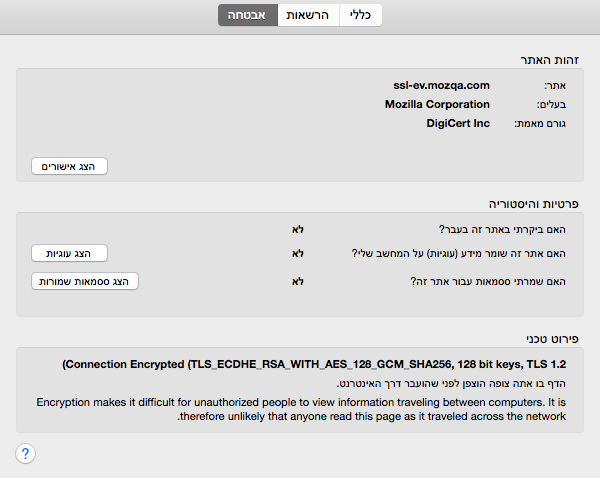 כללי הרשאות אבטחה
זהות האתר
אתר: ssl-ev.mozqa.com
בעלים: Mozilla Corporation
גורם מאמת: DigiCert Inc
הצג אישורים
פרטיות והיסטוריה
האם ביקרתי באתר זה בעבר? לא
האם אתר זה שומר מידע (עוגיות) על המחשב שלי? לא הצג עוגיות
האם שמרתי ססמאות עבור אתר זה? לא הצג ססמאות שמורות
פירוט טכני
(Connection Encrypted (TLS_ECDHE_RSA_WITH_AES_128_GCM_SHA256, 128 bit keys, TLS 1.2
הדף בו אתה צופה הוצפן לפני שהועבר דרך האינטרנט.
Encryption makes it difficult for unauthorized people to view information traveling between computers. It is
.therefore unlikely that anyone read this page as it traveled across the network
?